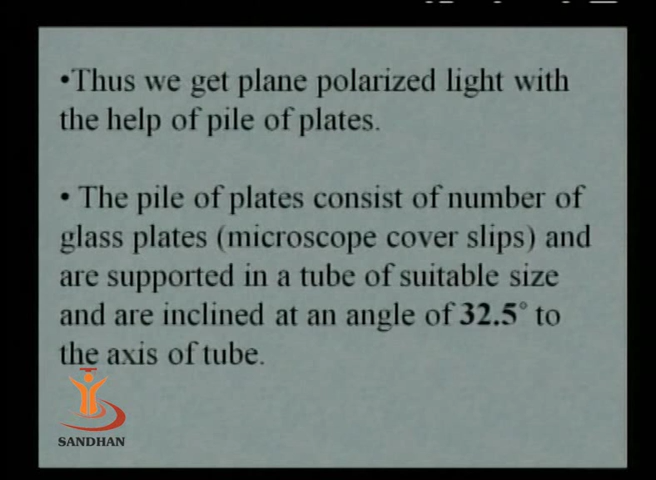 •Thus we get plane polarized light with
the help of pile of plates.
• The pile of plates consist of number of
glass plates (microscope cover slips) and
are supported in a tube of suitable size
and are inclined at an angle of 32.5° to
the axis of tube.
SANDHAN